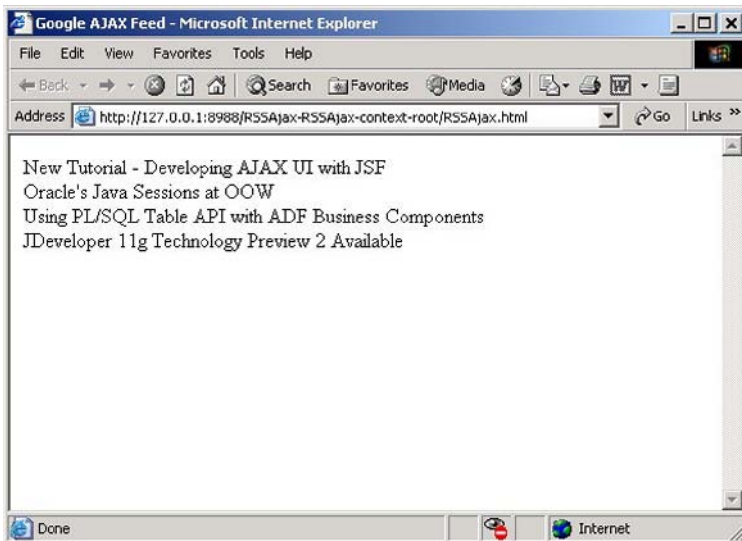 Google AJAX Feed - Microsoft Internet Explorer
File Edit View Favorites Tools Help
Back Search Favorites Media
Address http://127.0.0.1:8988/RSSAjax-RSSAjax-context-root/RSSAjax.html Go Links »
New Tutorial - Developing AJAX UI with JSF
Oracle's Java Sessions at OOW
Using PL/SQL Table API with ADF Business Components
JDeveloper 11g Technology Preview 2 Available
Done Internet